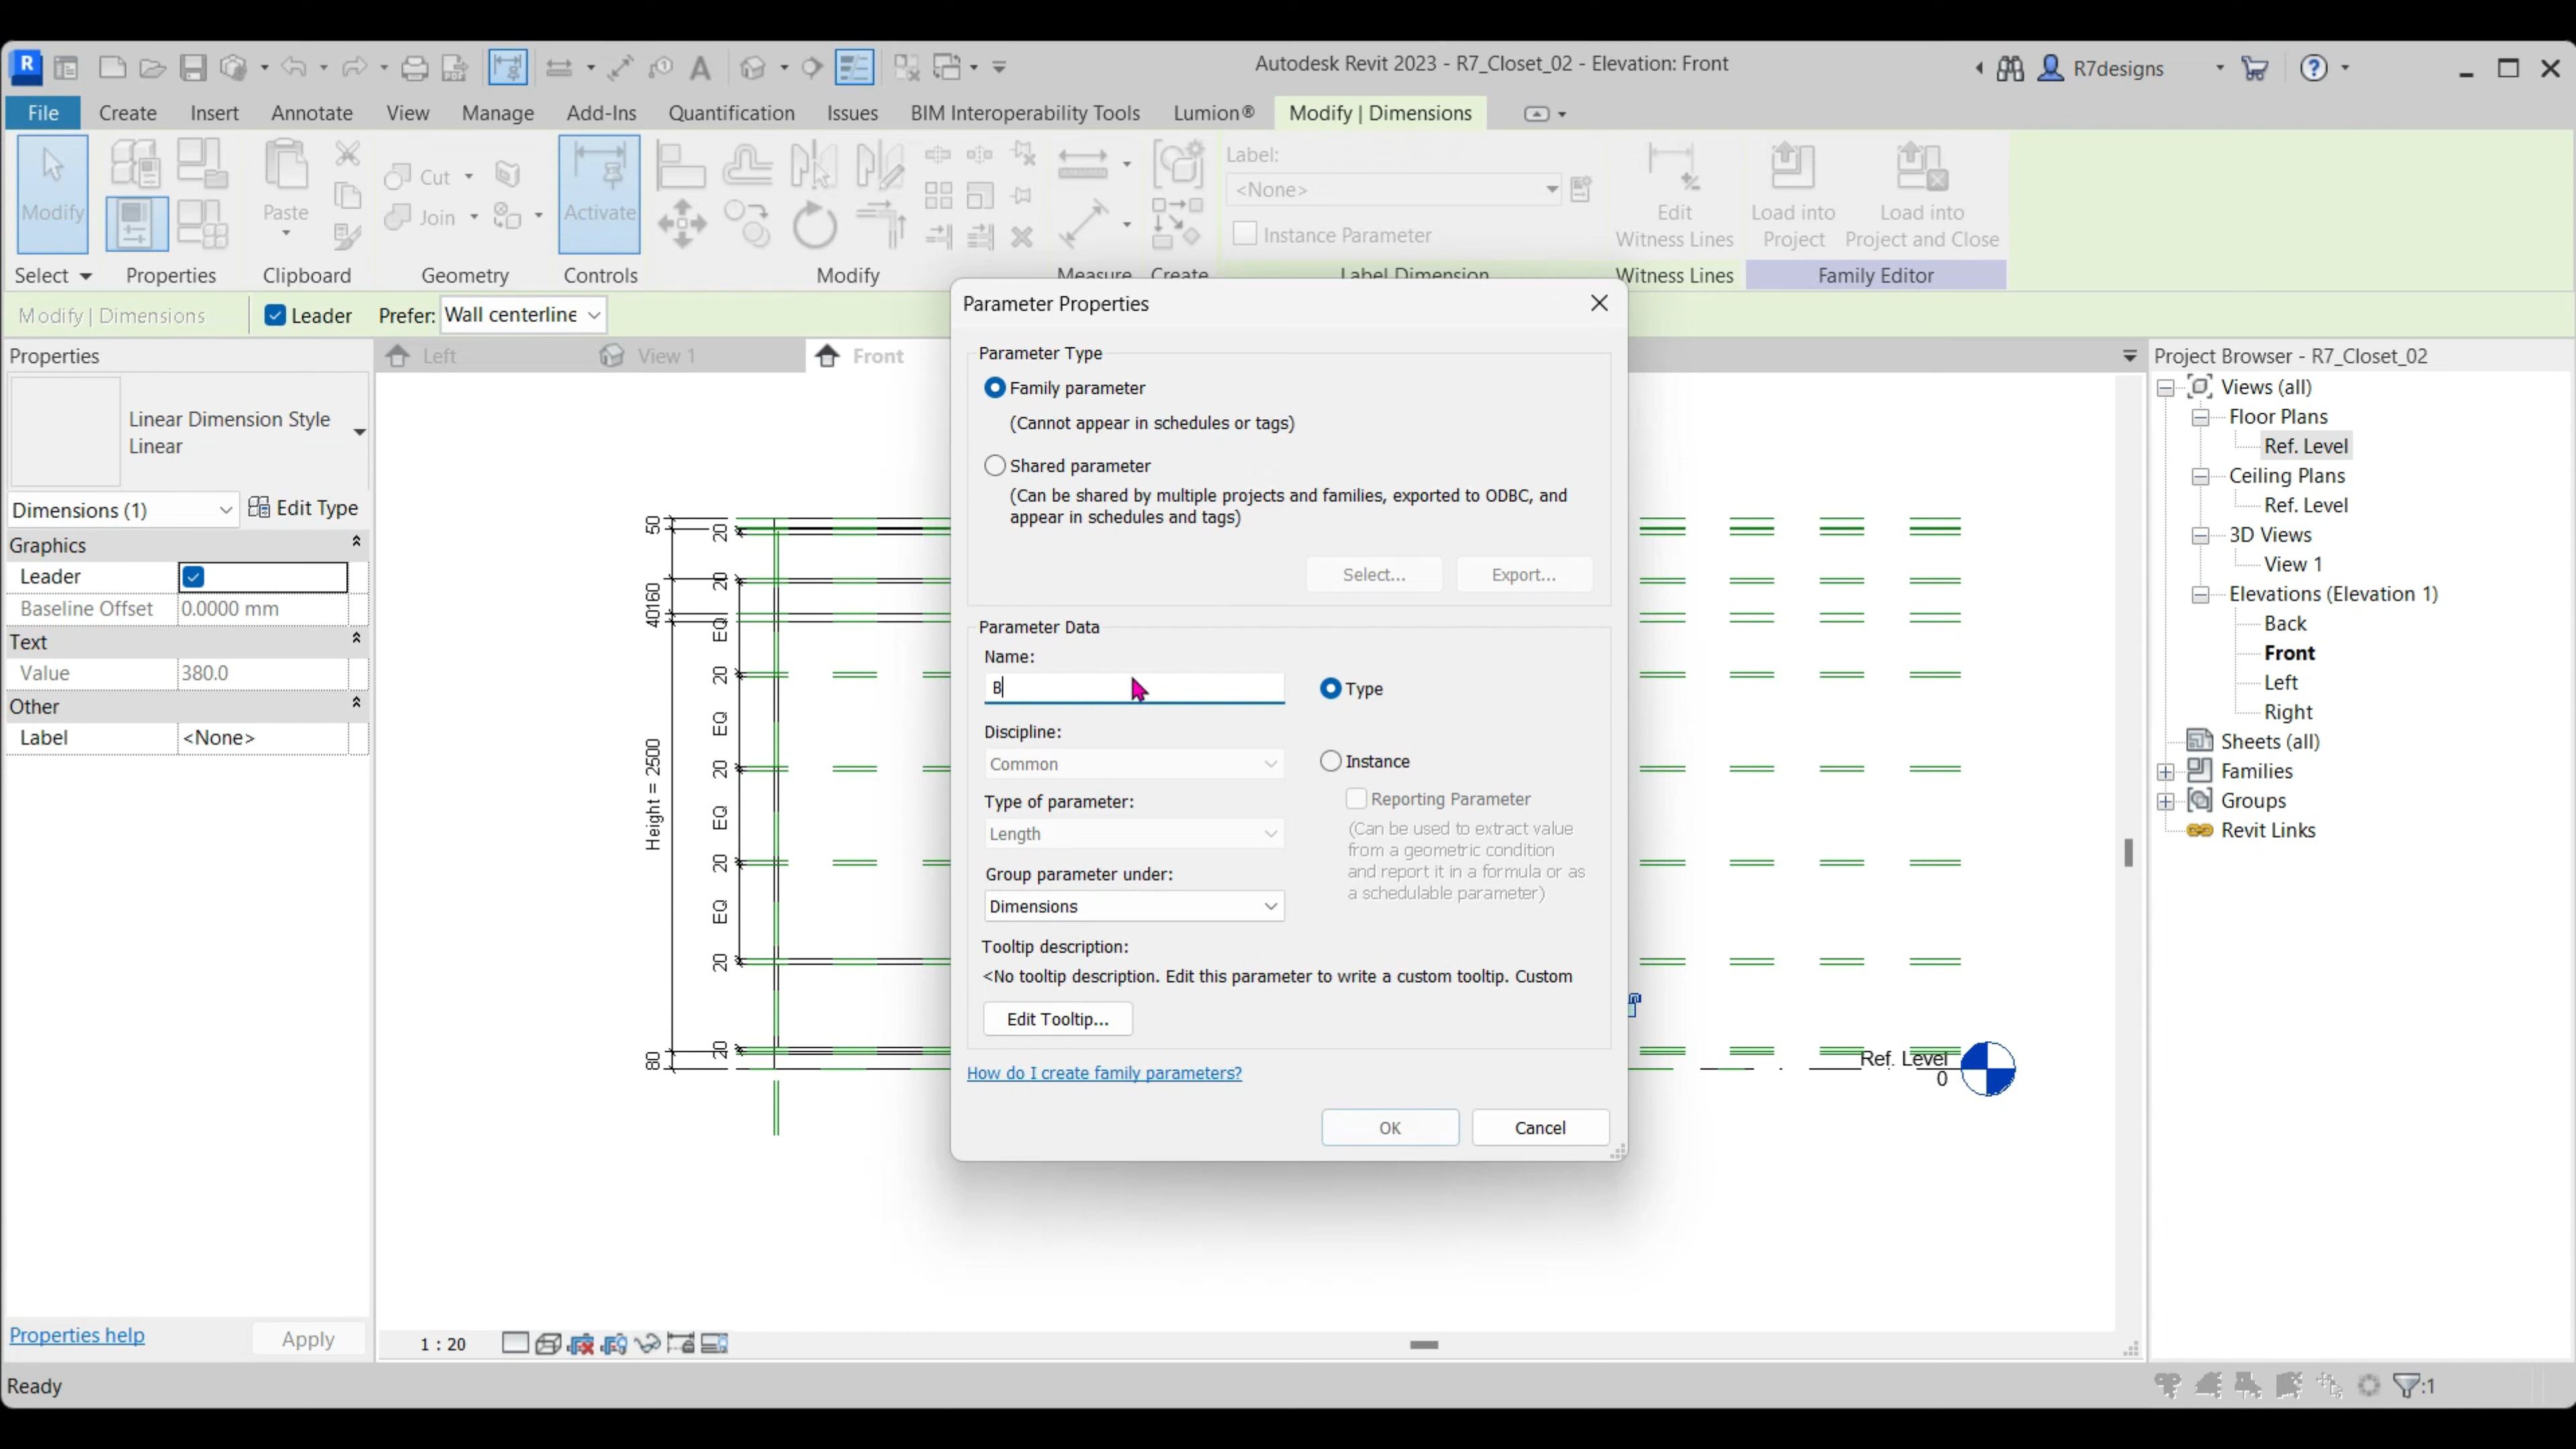 Autodesk Revit 2023 - R7_Closet_02 - Elevation: Front
R7designs
File Create Insert Annotate View Manage Add-Ins Quantification Issues BIM Interoperability Tools Lumion® Modify | Dimensions
Modify
Paste
Cut
Join
Activate
Label:
<None>
Instance Parameter
Edit
Witness Lines
Load into
Project
Load into
Project and Close
Select Properties Clipboard Geometry Controls Modify Measure Create Label Dimension Witness Lines Family Editor
Modify | Dimensions Leader Prefer: Wall centerline
Properties
Linear Dimension Style
Linear
Dimensions (1) Edit Type
Graphics
Leader
Baseline Offset 0.0000 mm
Text
Value 380.0
Other
Label <None>
Properties help Apply
Left View 1 Front
50
20
20
160
40
EQ
20
EQ
20
Height = 2500
EQ
20
EQ
20
20
80
Ref. Level
0
Parameter Properties
Parameter Type
Family parameter
(Cannot appear in schedules or tags)
Shared parameter
(Can be shared by multiple projects and families, exported to ODBC, and
appear in schedules and tags)
Select... Export...
Parameter Data
Name:
B
Type
Discipline:
Common
Instance
Type of parameter:
Length
Reporting Parameter
(Can be used to extract value
from a geometric condition
and report it in a formula or as
a schedulable parameter)
Group parameter under:
Dimensions
Tooltip description:
<No tooltip description. Edit this parameter to write a custom tooltip. Custom
Edit Tooltip...
How do I create family parameters?
OK Cancel
Project Browser - R7_Closet_02
Views (all)
Floor Plans
Ref. Level
Ceiling Plans
Ref. Level
3D Views
View 1
Elevations (Elevation 1)
Back
Front
Left
Right
Sheets (all)
Families
Groups
Revit Links
1 : 20
Ready
:1